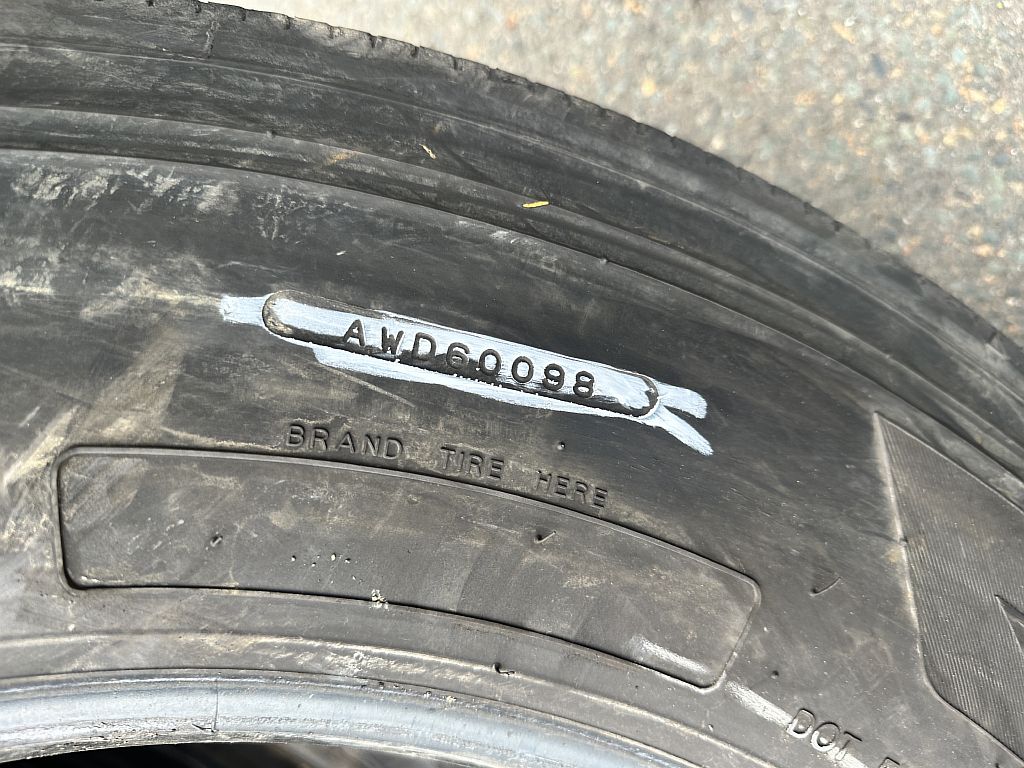 AWD60098
BRAND TIRE HERE
DOT